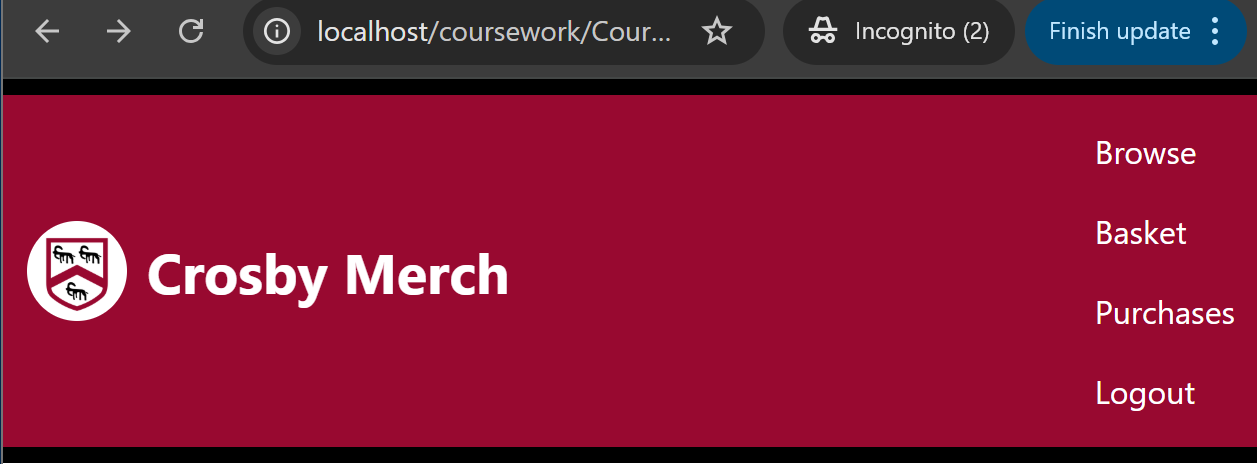 localhost/coursework/Cour...
Incognito (2)
Finish update
Crosby Merch
Browse
Basket
Purchases
Logout